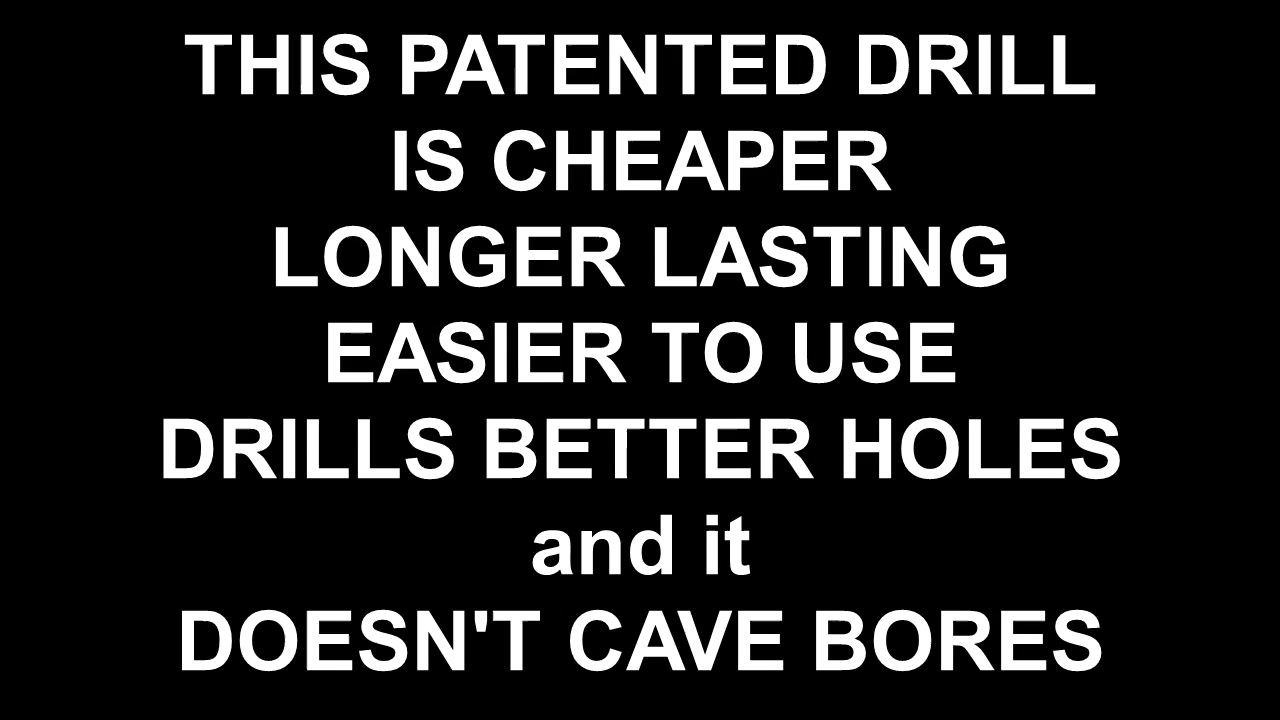 THIS PATENTED DRILL
IS CHEAPER
LONGER LASTING
EASIER TO USE
DRILLS BETTER HOLES
and it
DOESN'T CAVE BORES